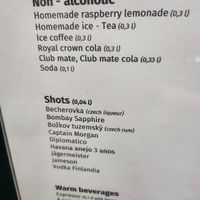 Non - alcoholic
Homemade raspberry lemonade (0,3 l)
Homemade ice - Tea (0,3 l)
Ice coffee (0,3 l)
Royal crown cola (0,3 l)
Club mate, Club mate cola (0,33 l)
Soda (0,1 l)
Shots (0,04 l)
Becherovka (czech liqueur)
Bombay Sapphire
Božkov tuzemský (czech rum)
Captain Morgan
Diplomatico
Havana anejo 3 anos
Jägermeister
Jameson
Vodka Finlandia
Warm beverages
Espresso